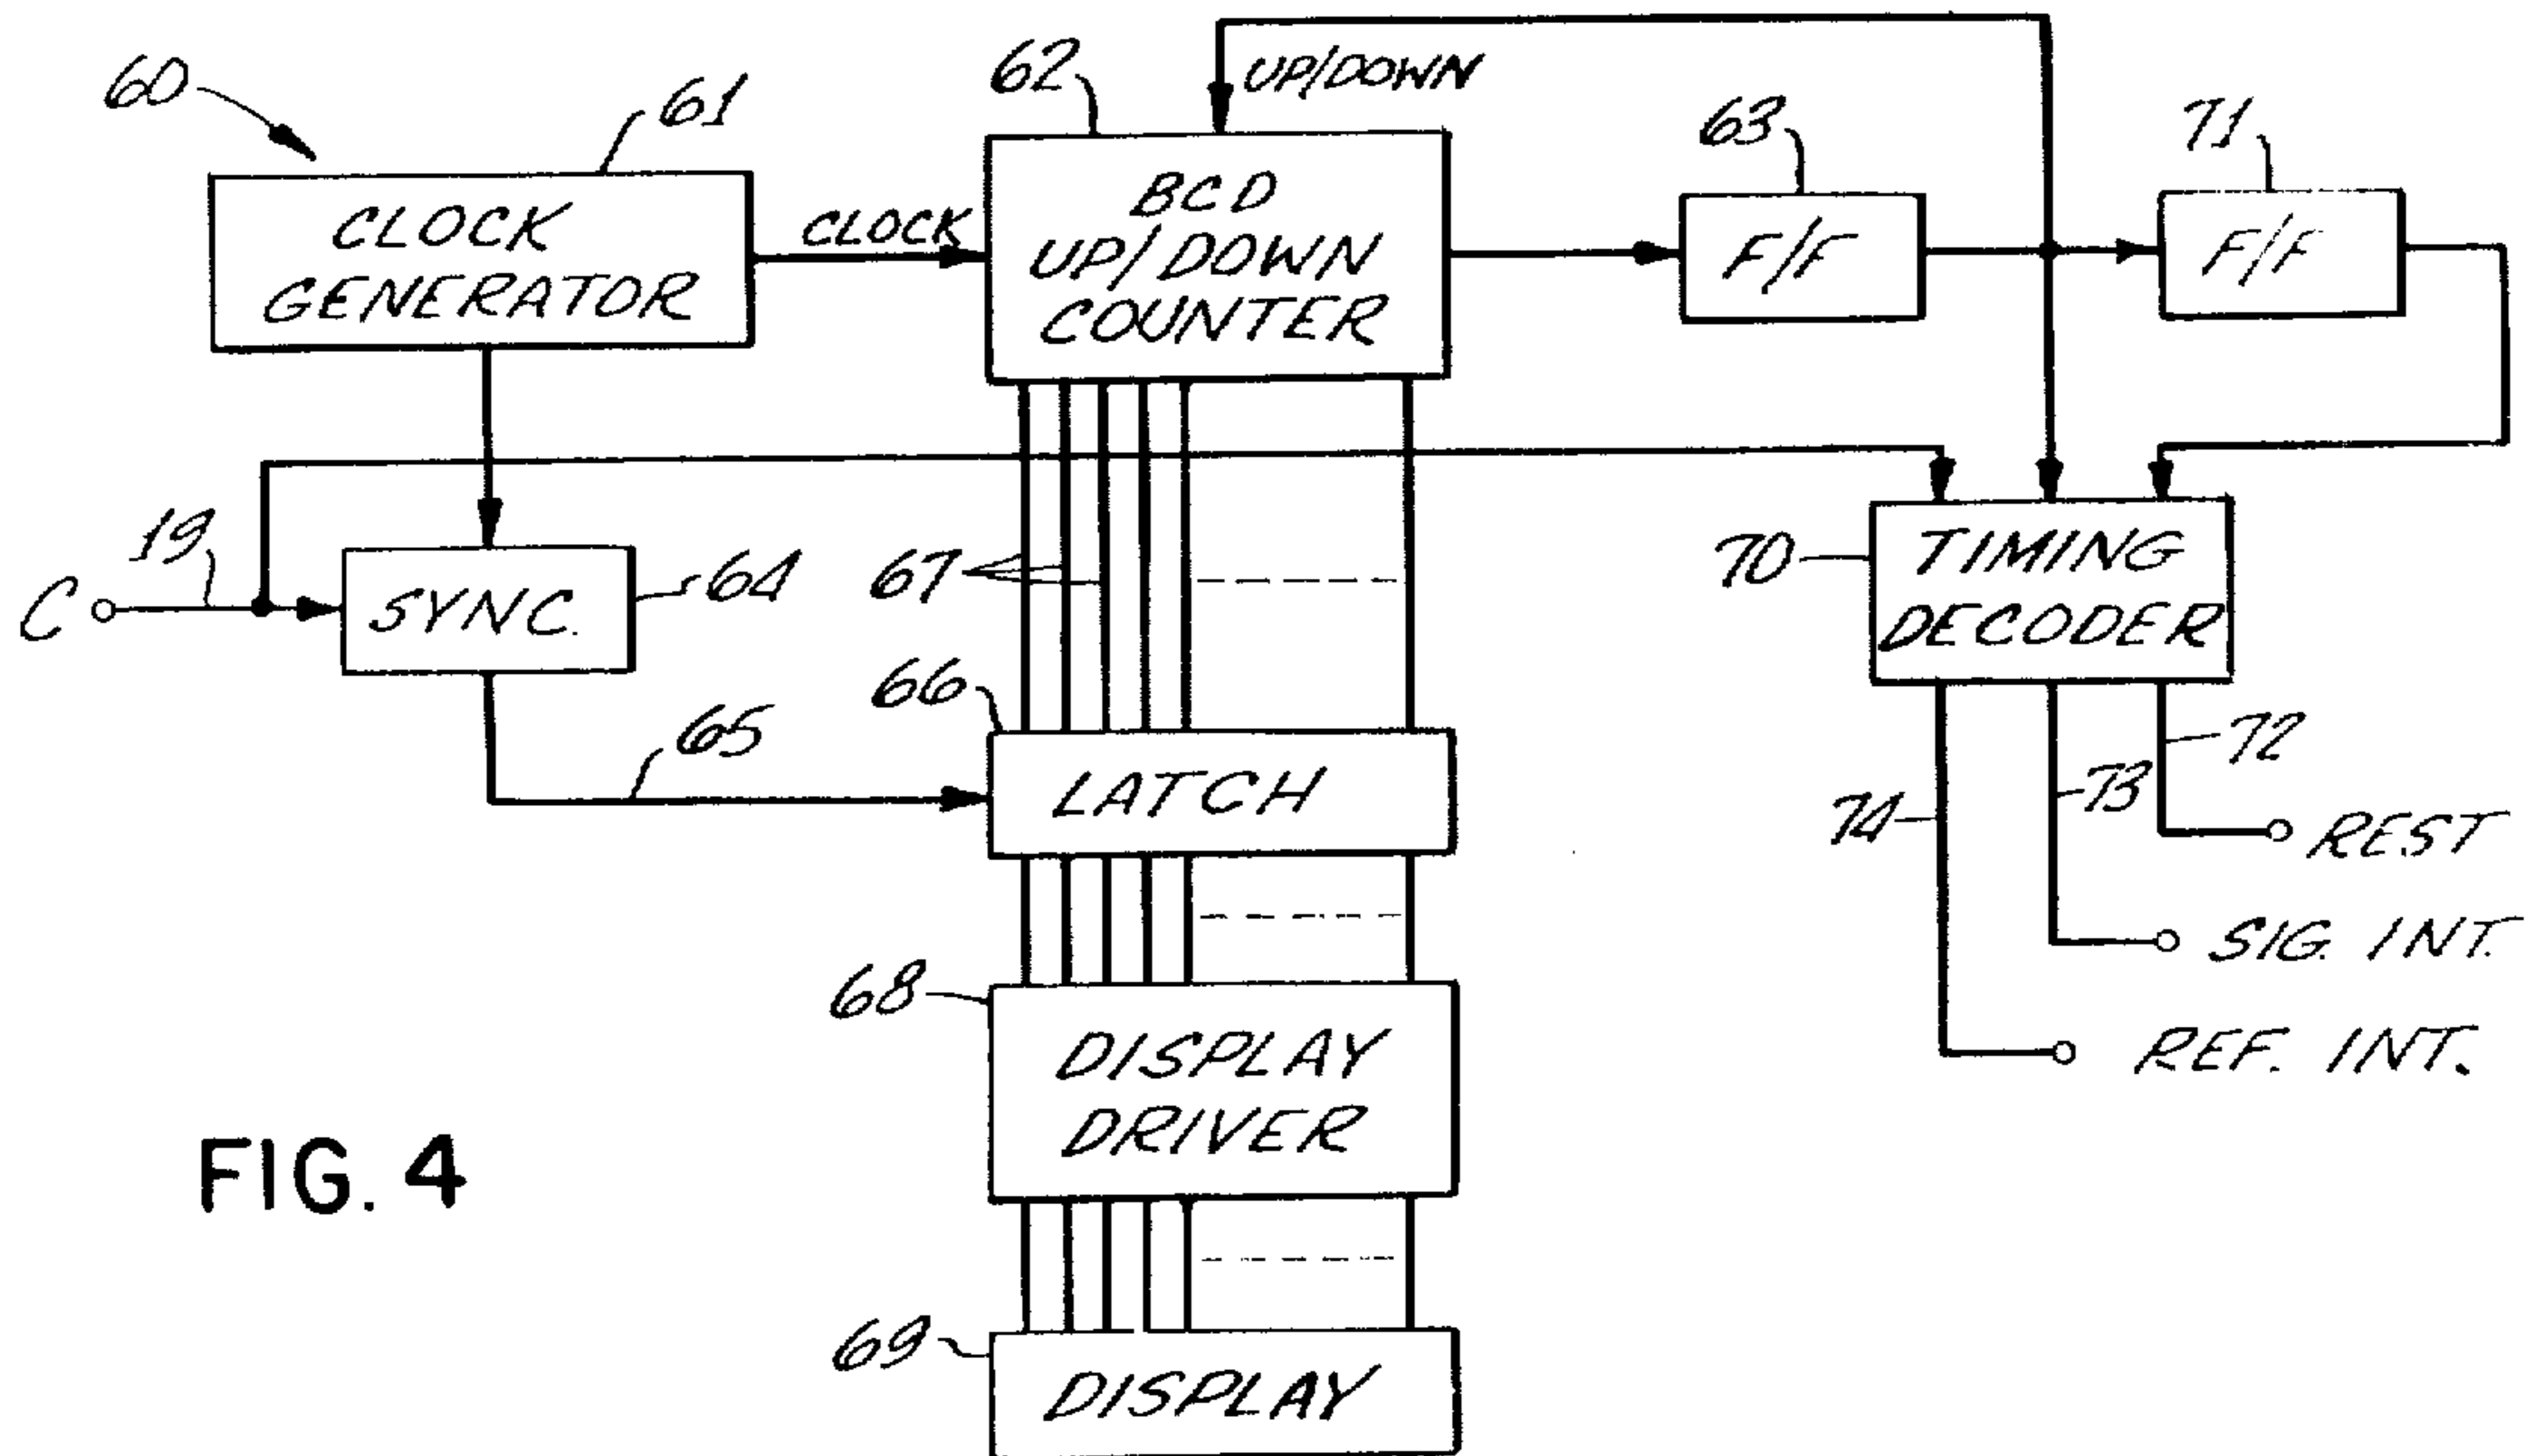 60
61
CLOCK
GENERATOR
CLOCK
62
UP/DOWN
BCD
UP/DOWN
COUNTER
63
F/F
71
F/F
C
19
SYNC.
64
65
67
66
LATCH
70
TIMING
DECODER
74
73
72
REST
SIG. INT.
REF. INT.
68
DISPLAY
DRIVER
69
DISPLAY
FIG. 4